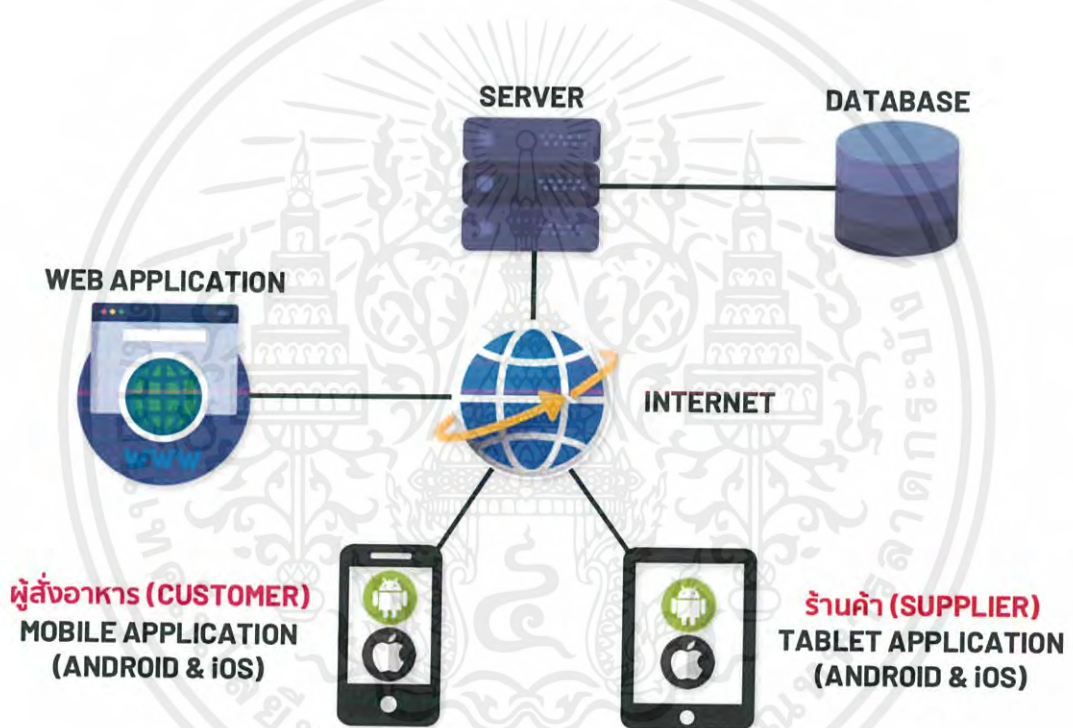 SERVER
DATABASE
WEB APPLICATION
WWW
INTERNET
ผู้สั่งอาหาร (CUSTOMER)
MOBILE APPLICATION
(ANDROID & iOS)
ร้านค้า (SUPPLIER)
TABLET APPLICATION
(ANDROID & iOS)